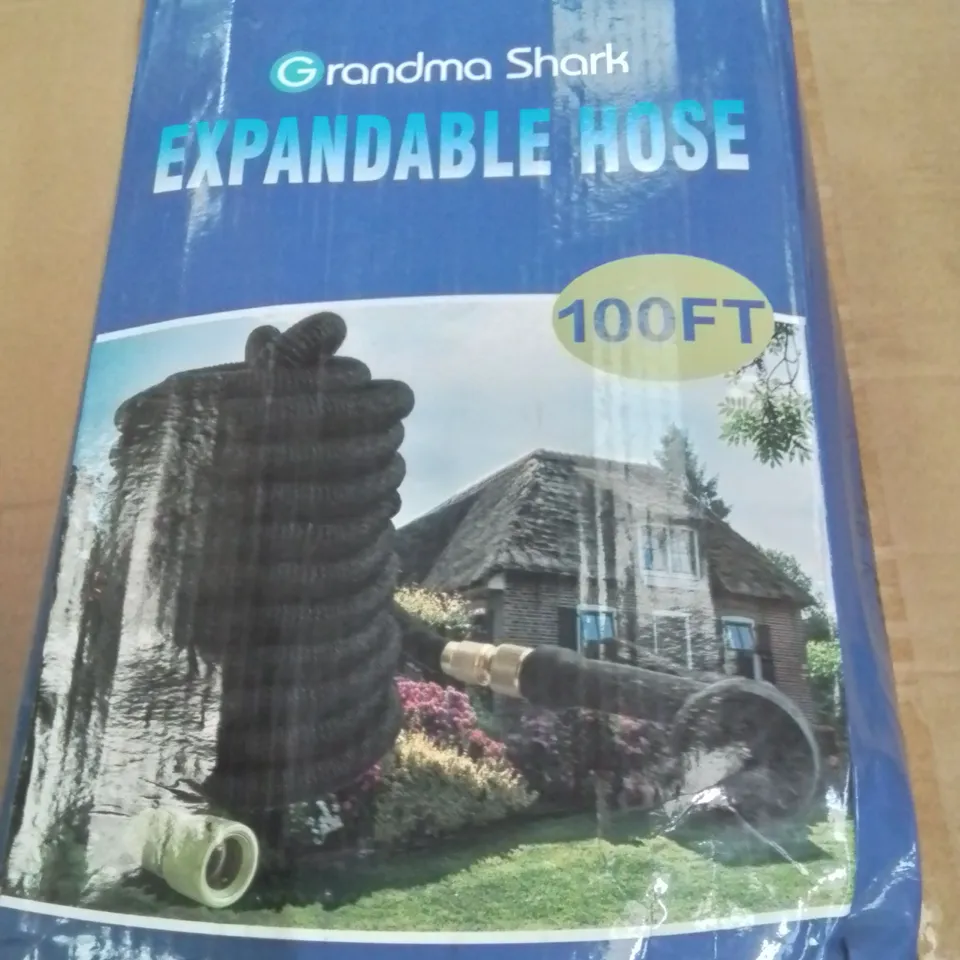 Grandma Shark
EXPANDABLE HOSE
100FT